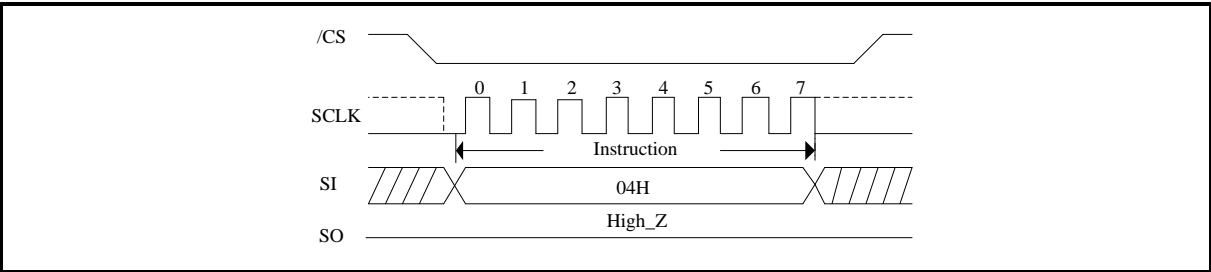 /CS
0 1 2 3 4 5 6 7
SCLK
Instruction
SI
04H
High_Z
SO